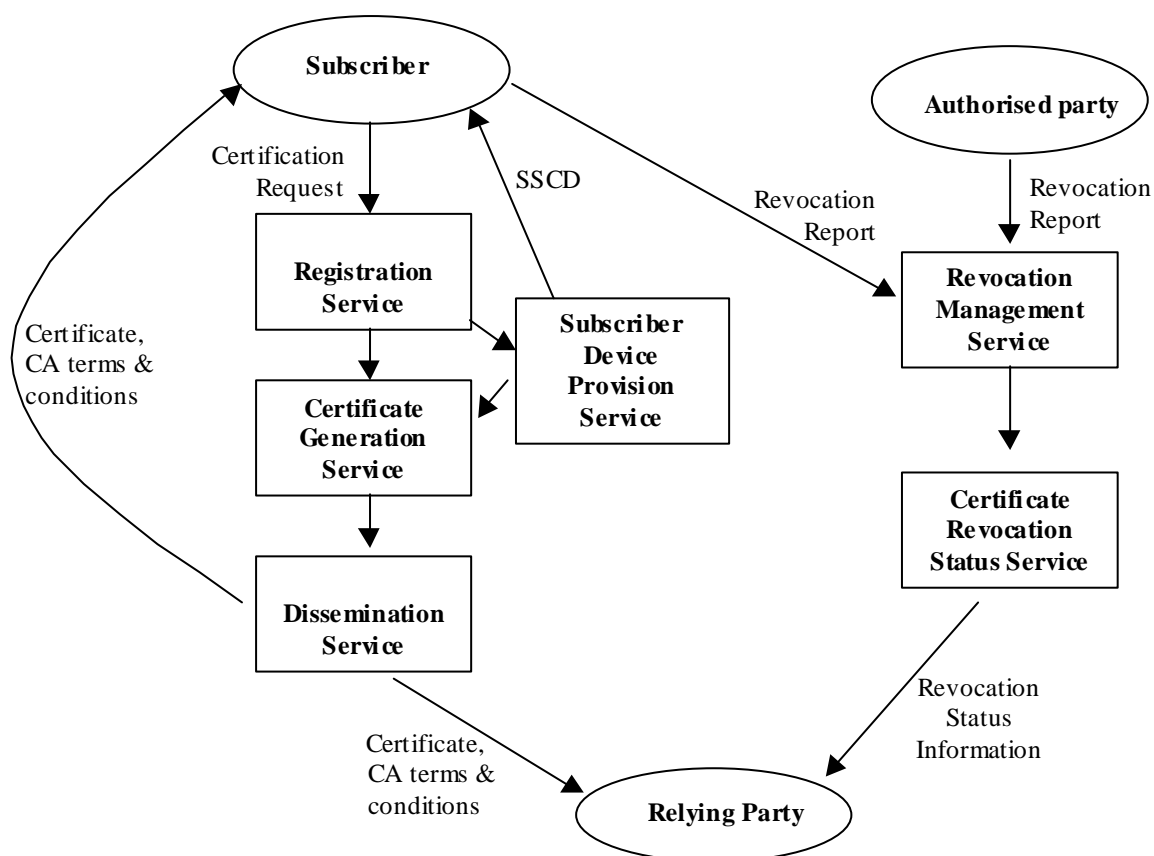 Subscriber
Authorised party
Certification
Request
SSCD
Revocation
Report
Revocation
Report
Registration
Service
Subscriber
Device
Provision
Service
Revocation
Management
Service
Certificate,
CA terms &
conditions
Certificate
Generation
Service
Certificate
Revocation
Status Service
Dissemination
Service
Revocation
Status
Information
Certificate,
CA terms &
conditions
Relying Party